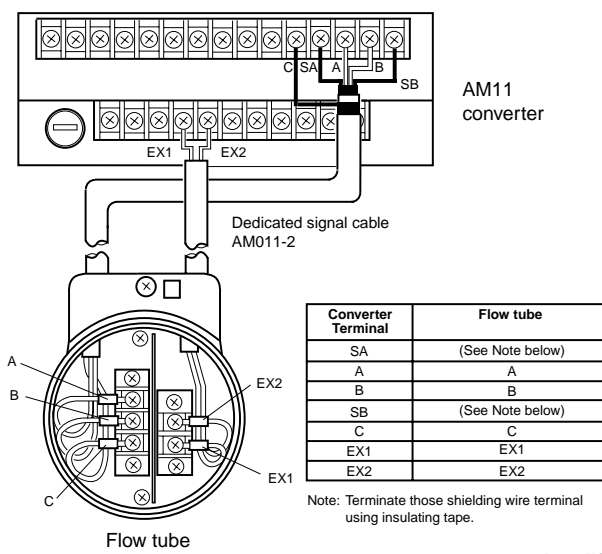 C SA A B
SB
AM11
converter
EX1 EX2
Dedicated signal cable
AM011-2
A
B
C
EX2
EX1
Flow tube
Converter Terminal Flow tube
SA (See Note below)
A A
B B
SB (See Note below)
C C
EX1 EX1
EX2 EX2
Note: Terminate those shielding wire terminal
using insulating tape.